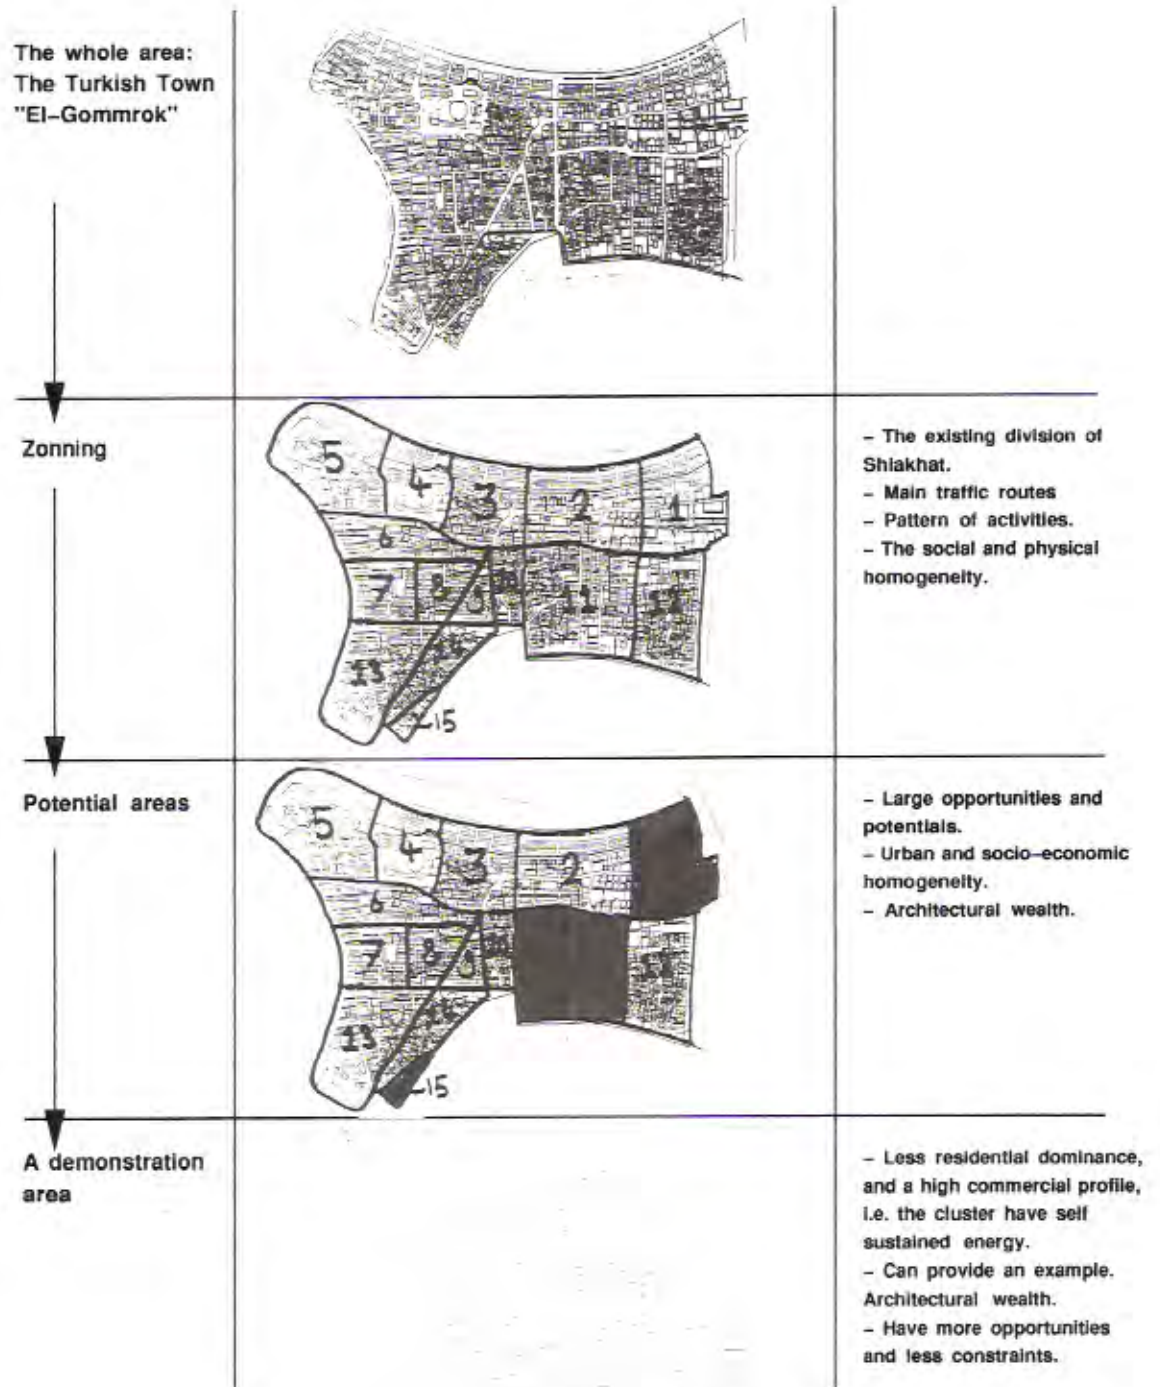 The whole area:
The Turkish Town
"El–Gommrok"
Zonning
5
4
3
2
1
6
7
8
11
12
13
14
15
– The existing division of
Shiakhat.
– Main traffic routes
– Pattern of activities.
– The social and physical
homogeneity.
Potential areas
5
4
3
2
6
7
8
12
13
14
15
– Large opportunities and
potentials.
– Urban and socio–economic
homogeneity.
– Architectural wealth.
A demonstration
area
– Less residential dominance,
and a high commercial profile,
i.e. the cluster have self
sustained energy.
– Can provide an example.
Architectural wealth.
– Have more opportunities
and less constraints.